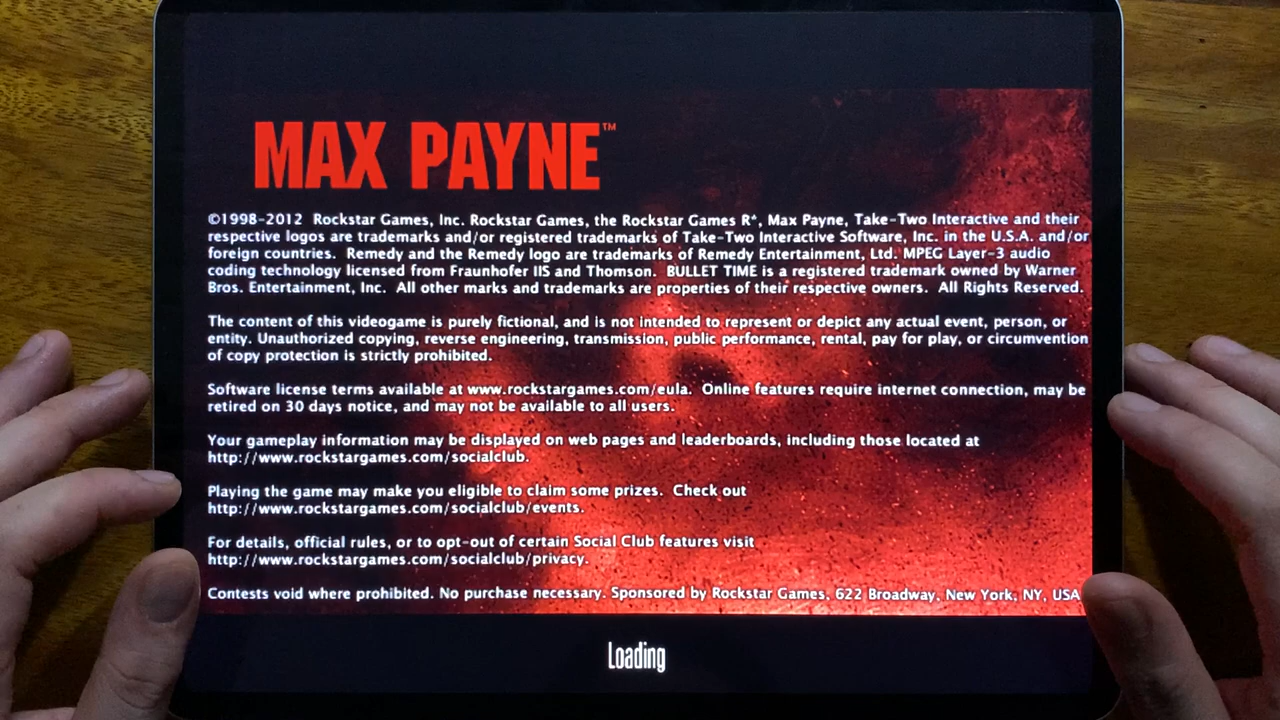 MAX PAYNE™
©1998-2012 Rockstar Games, Inc. Rockstar Games, the Rockstar Games R*, Max Payne, Take-Two Interactive and their
respective logos are trademarks and/or registered trademarks of Take-Two Interactive Software, Inc. in the U.S.A. and/or
foreign countries. Remedy and the Remedy logo are trademarks of Remedy Entertainment, Ltd. MPEG Layer-3 audio
coding technology licensed from Fraunhofer IIS and Thomson. BULLET TIME is a registered trademark owned by Warner
Bros. Entertainment, Inc. All other marks and trademarks are properties of their respective owners. All Rights Reserved.
The content of this videogame is purely fictional, and is not intended to represent or depict any actual event, person, or
entity. Unauthorized copying, reverse engineering, transmission, public performance, rental, pay for play, or circumvention
of copy protection is strictly prohibited.
Software license terms available at www.rockstargames.com/eula. Online features require internet connection, may be
retired on 30 days notice, and may not be available to all users.
Your gameplay information may be displayed on web pages and leaderboards, including those located at
http://www.rockstargames.com/socialclub.
Playing the game may make you eligible to claim some prizes. Check out
http://www.rockstargames.com/socialclub/events.
For details, official rules, or to opt-out of certain Social Club features visit
http://www.rockstargames.com/socialclub/privacy.
Contests void where prohibited. No purchase necessary. Sponsored by Rockstar Games, 622 Broadway, New York, NY, USA
Loading